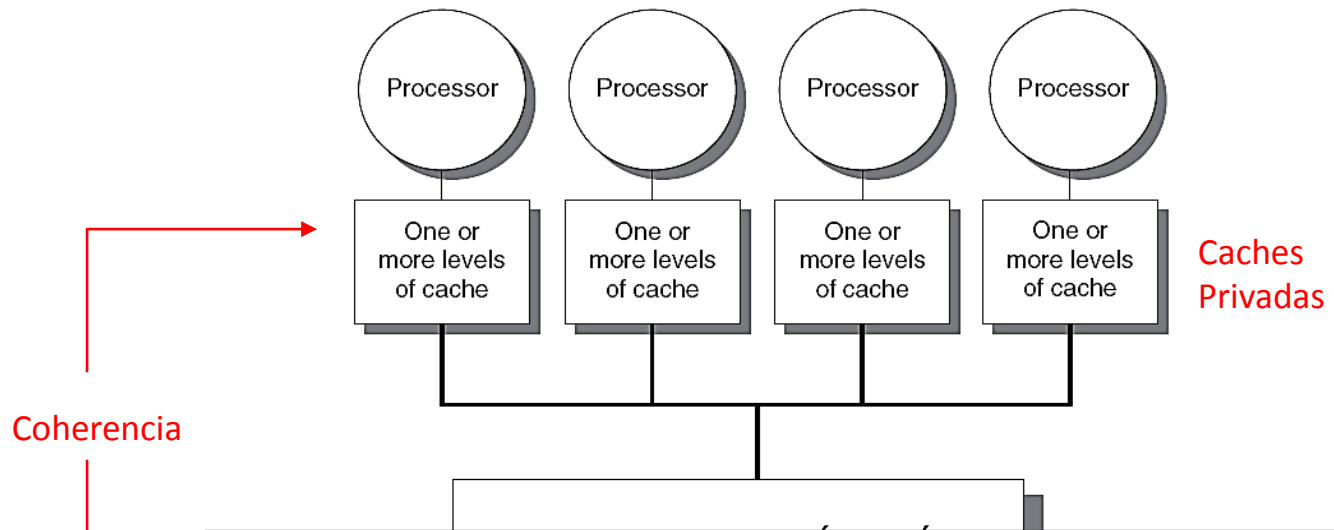 Processor
Processor
Processor
Processor
One or
more levels
of cache
One or
more levels
of cache
One or
more levels
of cache
One or
more levels
of cache
Caches
Privadas
Coherencia